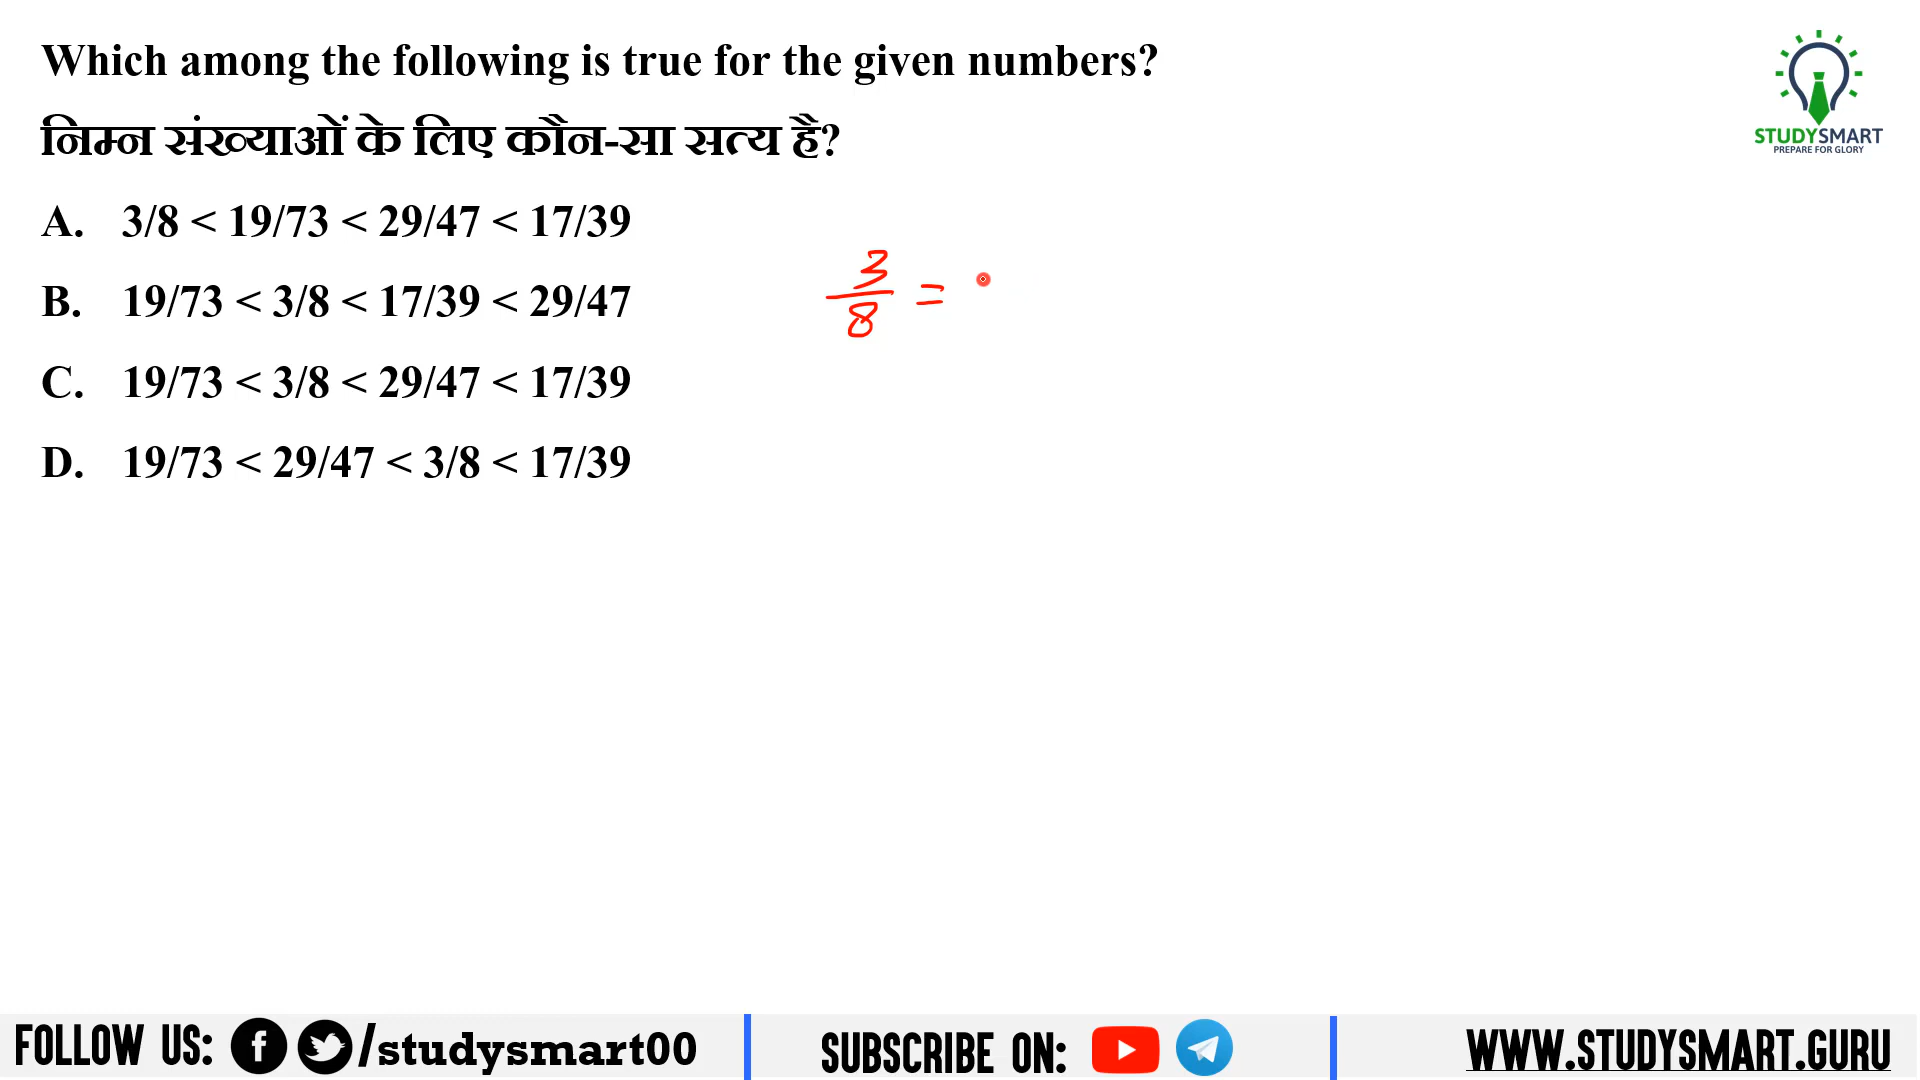 Which among the following is true for the given numbers?
निम्न संख्याओं के लिए कौन-सा सत्य है?
A. 3/8 < 19/73 < 29/47 < 17/39
B. 19/73 < 3/8 < 17/39 < 29/47
C. 19/73 < 3/8 < 29/47 < 17/39
D. 19/73 < 29/47 < 3/8 < 17/39
3
8 =
STUDYSMART
PREPARE FOR GLORY
FOLLOW US: /studysmart00
SUBSCRIBE ON:
WWW.STUDYSMART.GURU